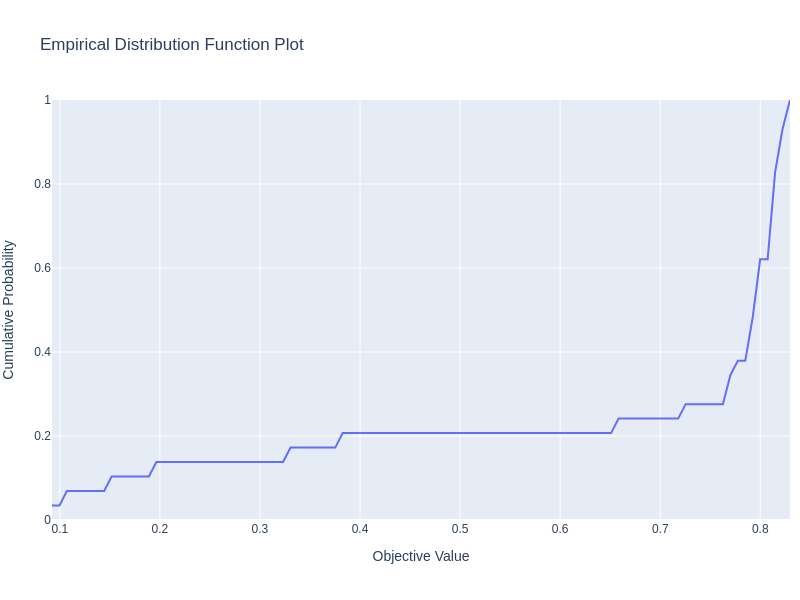 Empirical Distribution Function Plot
1
0.8
0.6
0.4
0.2
0
Cumulative Probability
0.1 0.2 0.3 0.4 0.5 0.6 0.7 0.8
Objective Value